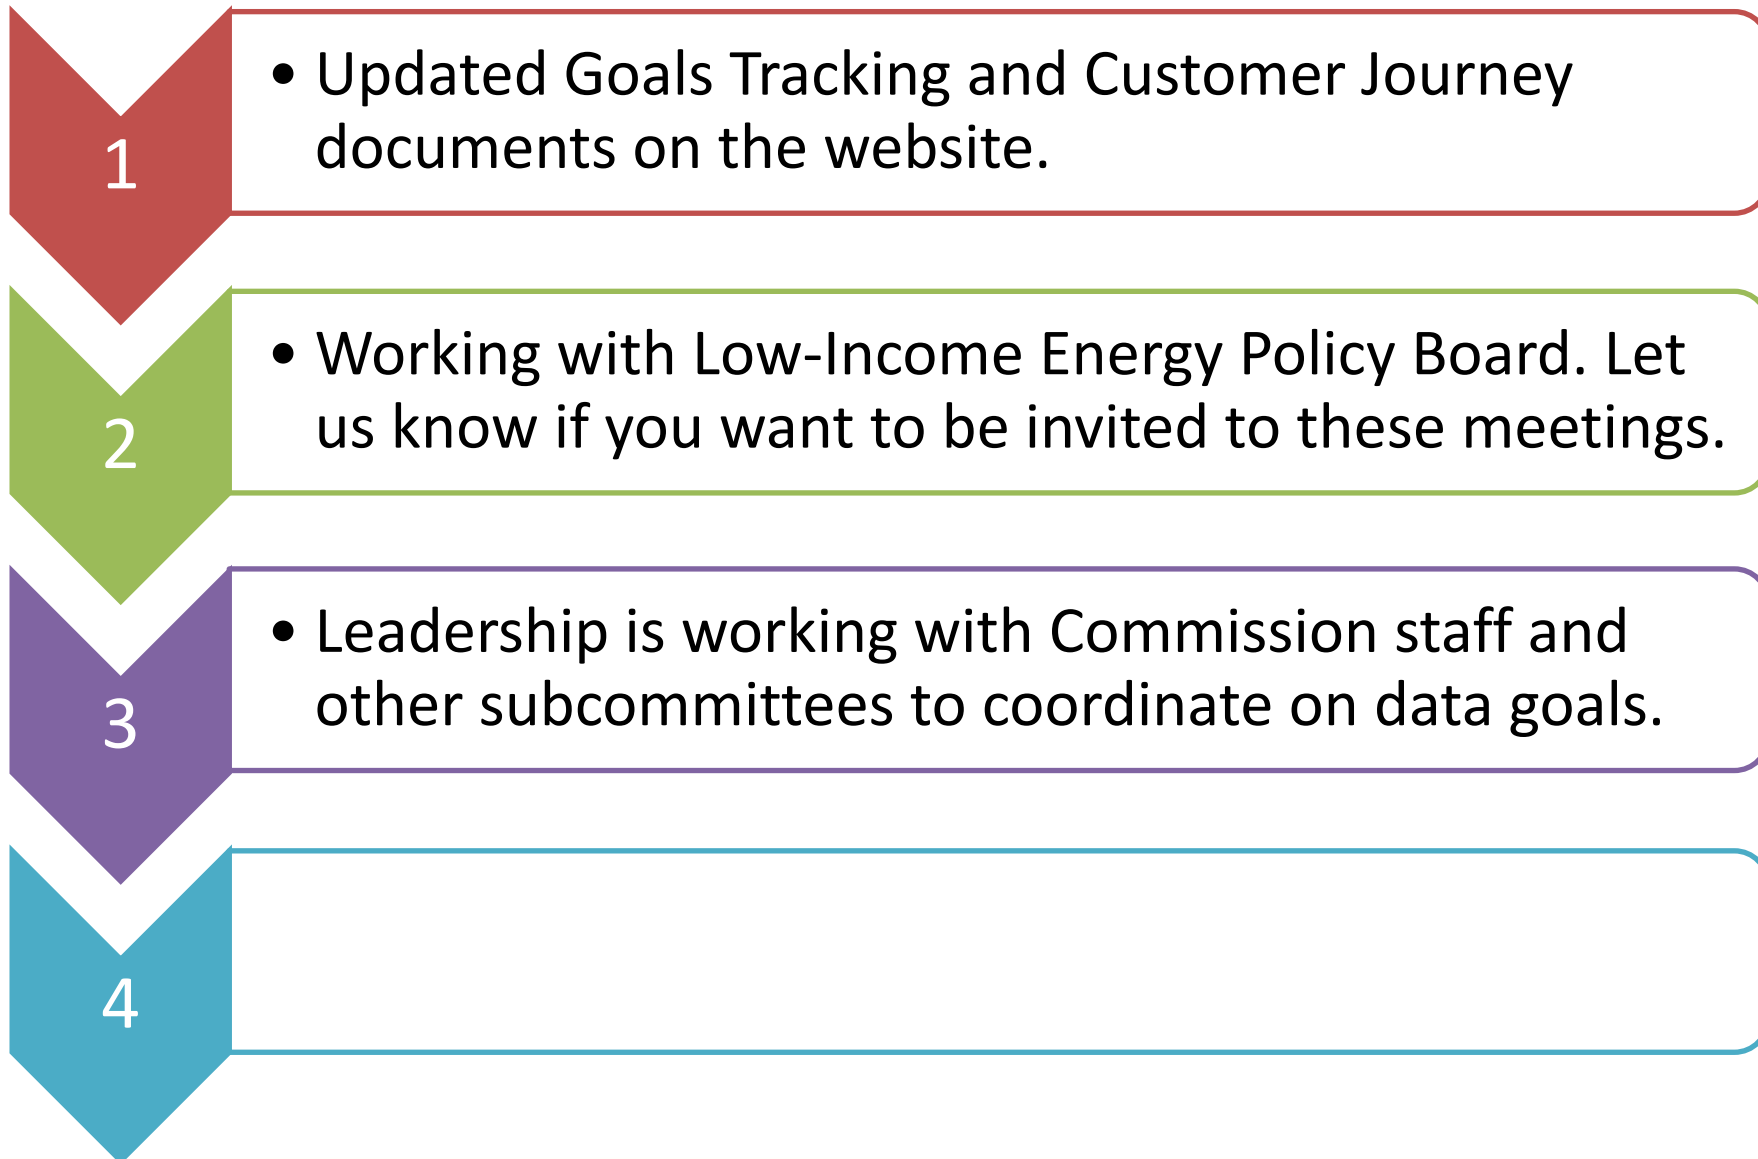 1
• Updated Goals Tracking and Customer Journey
documents on the website.
2
• Working with Low-Income Energy Policy Board. Let
us know if you want to be invited to these meetings.
3
• Leadership is working with Commission staff and
other subcommittees to coordinate on data goals.
4